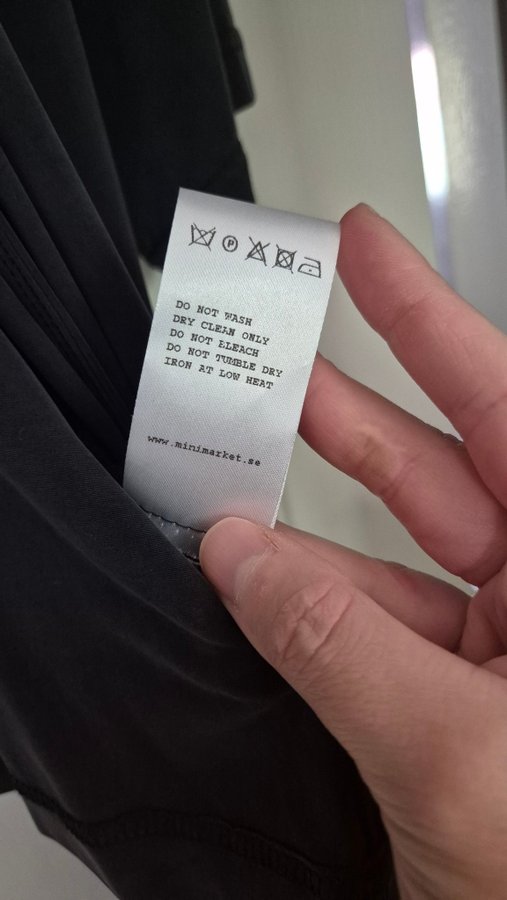 P
DO NOT WASH
DRY CLEAN ONLY
DO NOT BLEACH
DO NOT TUMBLE DRY
IRON AT LOW HEAT
www.minimarket.se